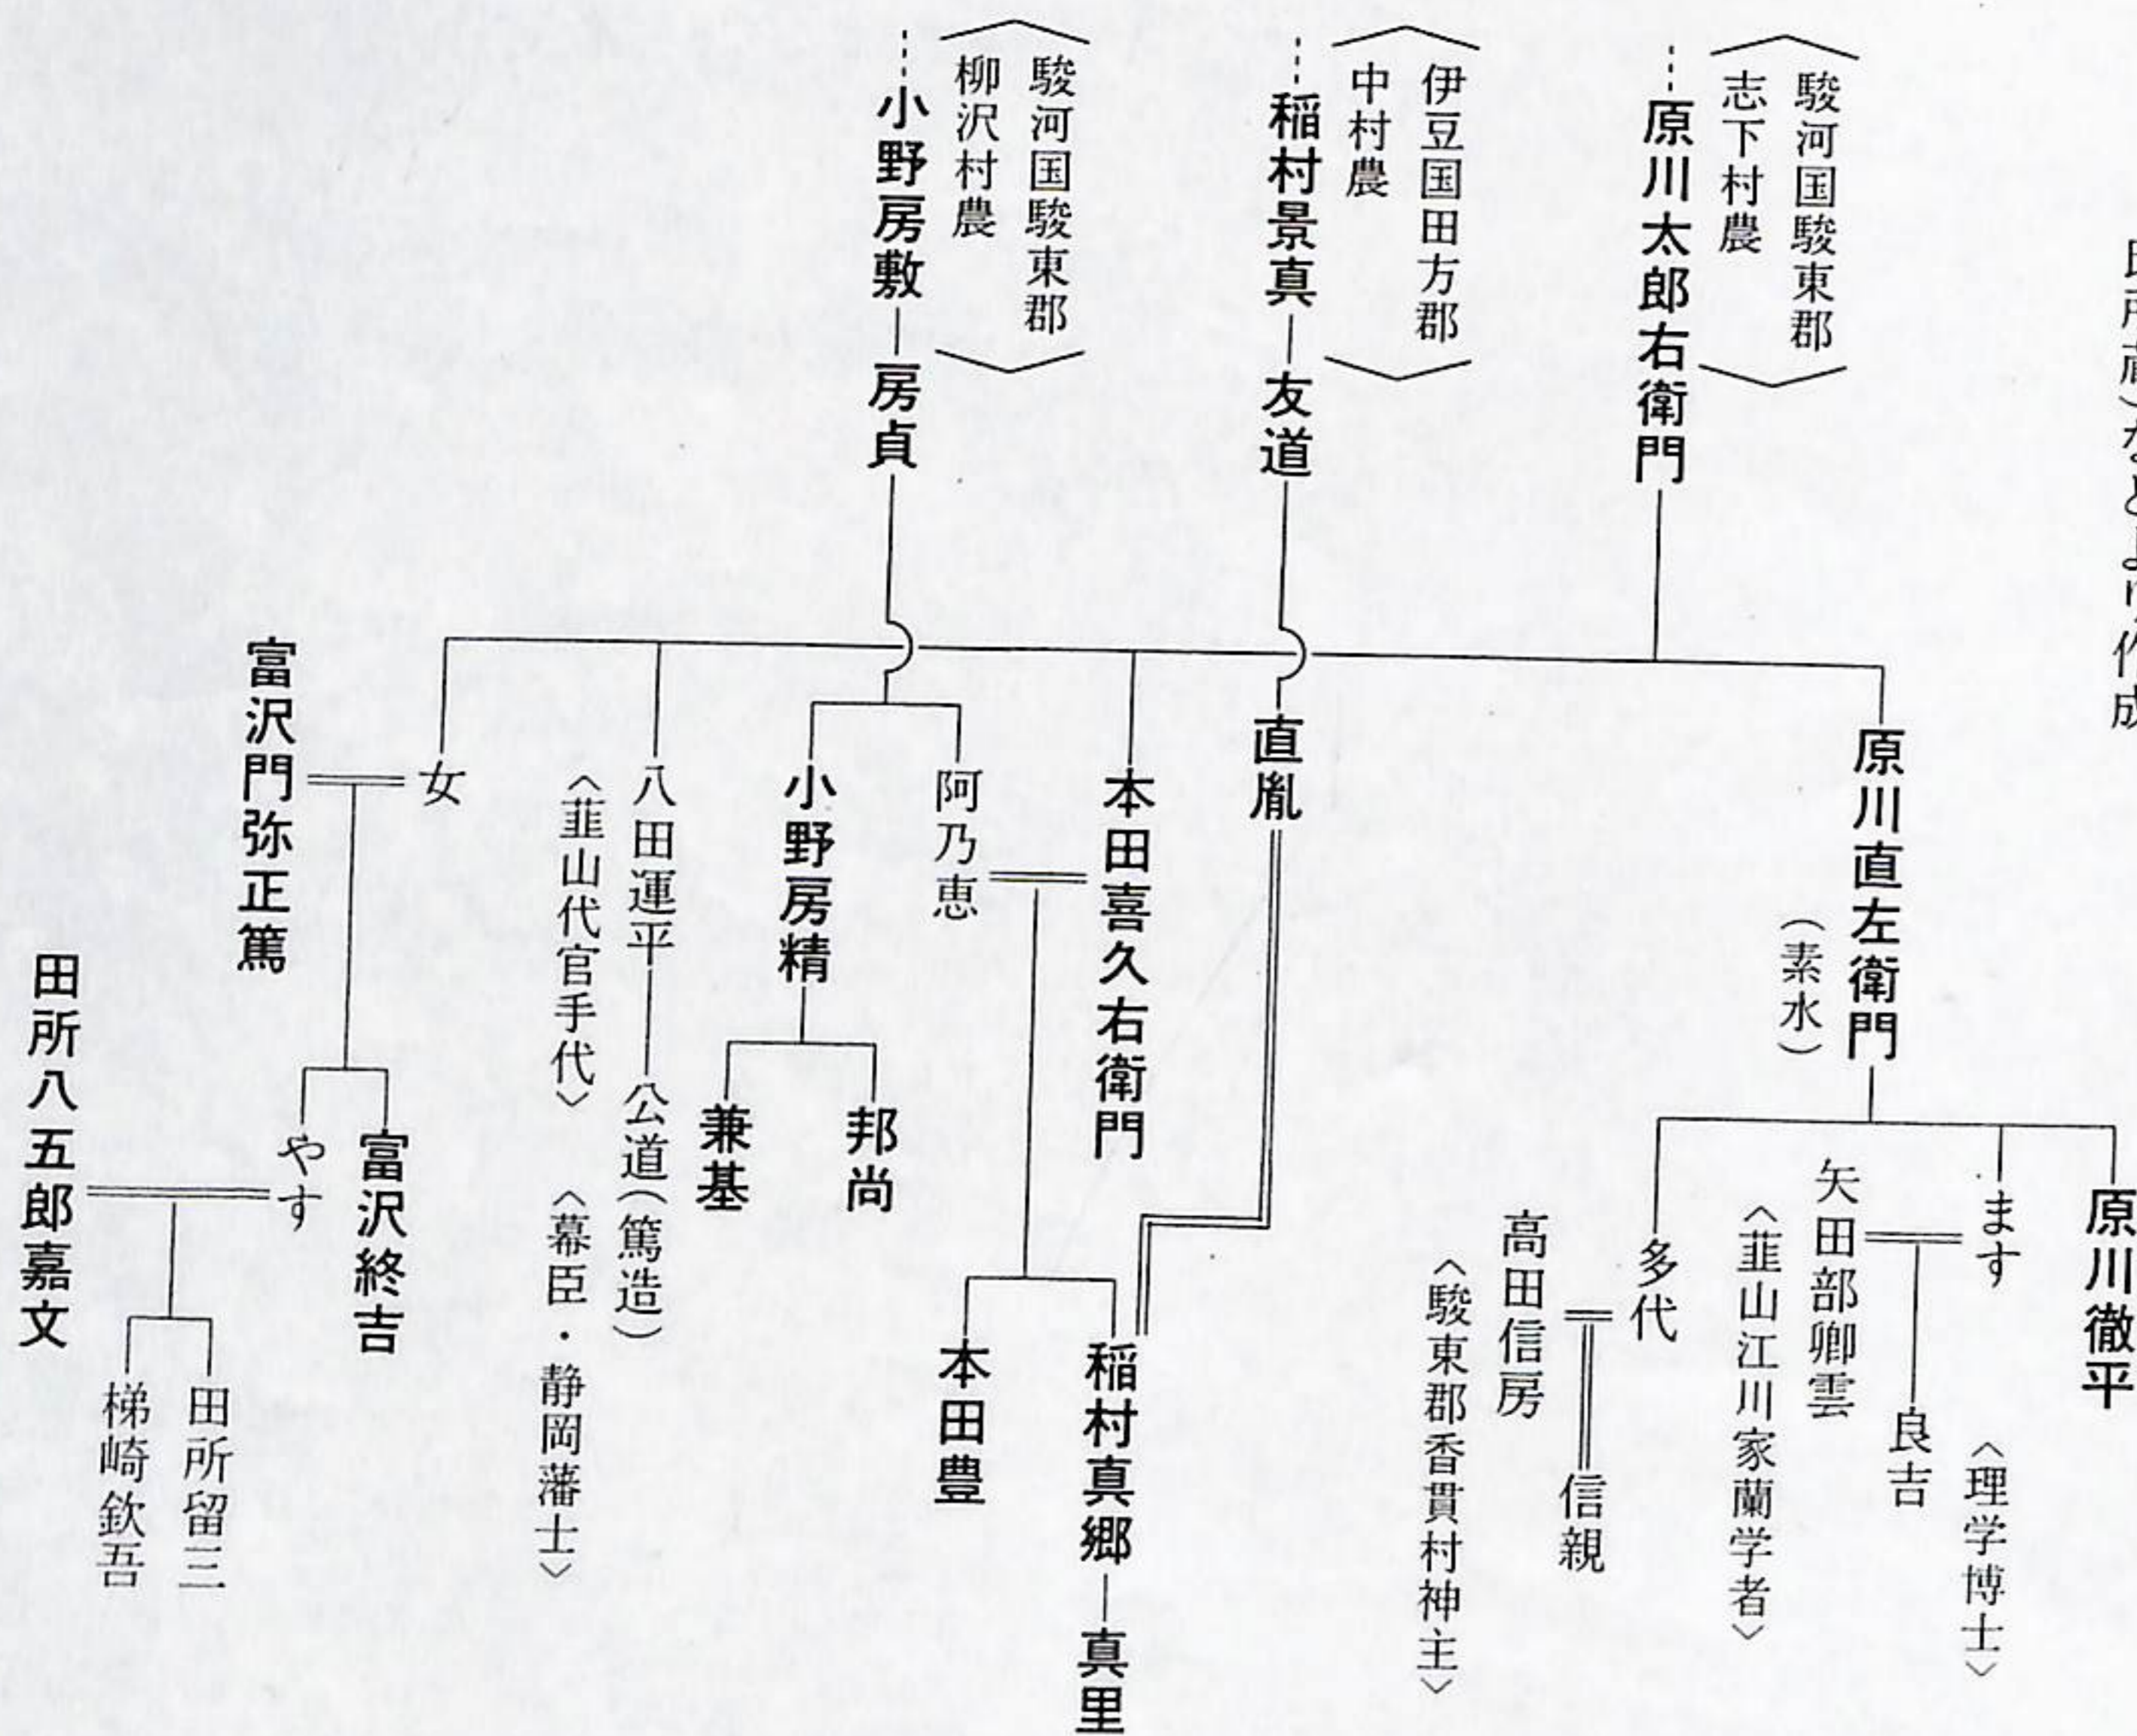 氏所蔵)などより作成
〈駿河国駿東郡
志下村農〉
原川太郎右衛門
〈伊豆国田方郡
中村農〉
稲村景真―友道
〈駿河国駿東郡
柳沢村農〉
小野房敷―房貞
原川直左衛門
(素水)
直胤
本田喜久右衛門
阿乃恵
小野房精
八田運平―公道(篤造)
〈韮山代官手代〉
〈幕臣・静岡藩士〉
女
富沢門弥正篤
原川徹平
ます
矢田部卿雲
〈韮山江川家蘭学者〉
良吉
〈理学博士〉
多代
高田信房
〈駿東郡香貫村神主〉
信親
稲村真郷―真里
本田豊
邦尚
兼基
富沢終吉
やす
田所八五郎嘉文
田所留三
梯崎欽吾